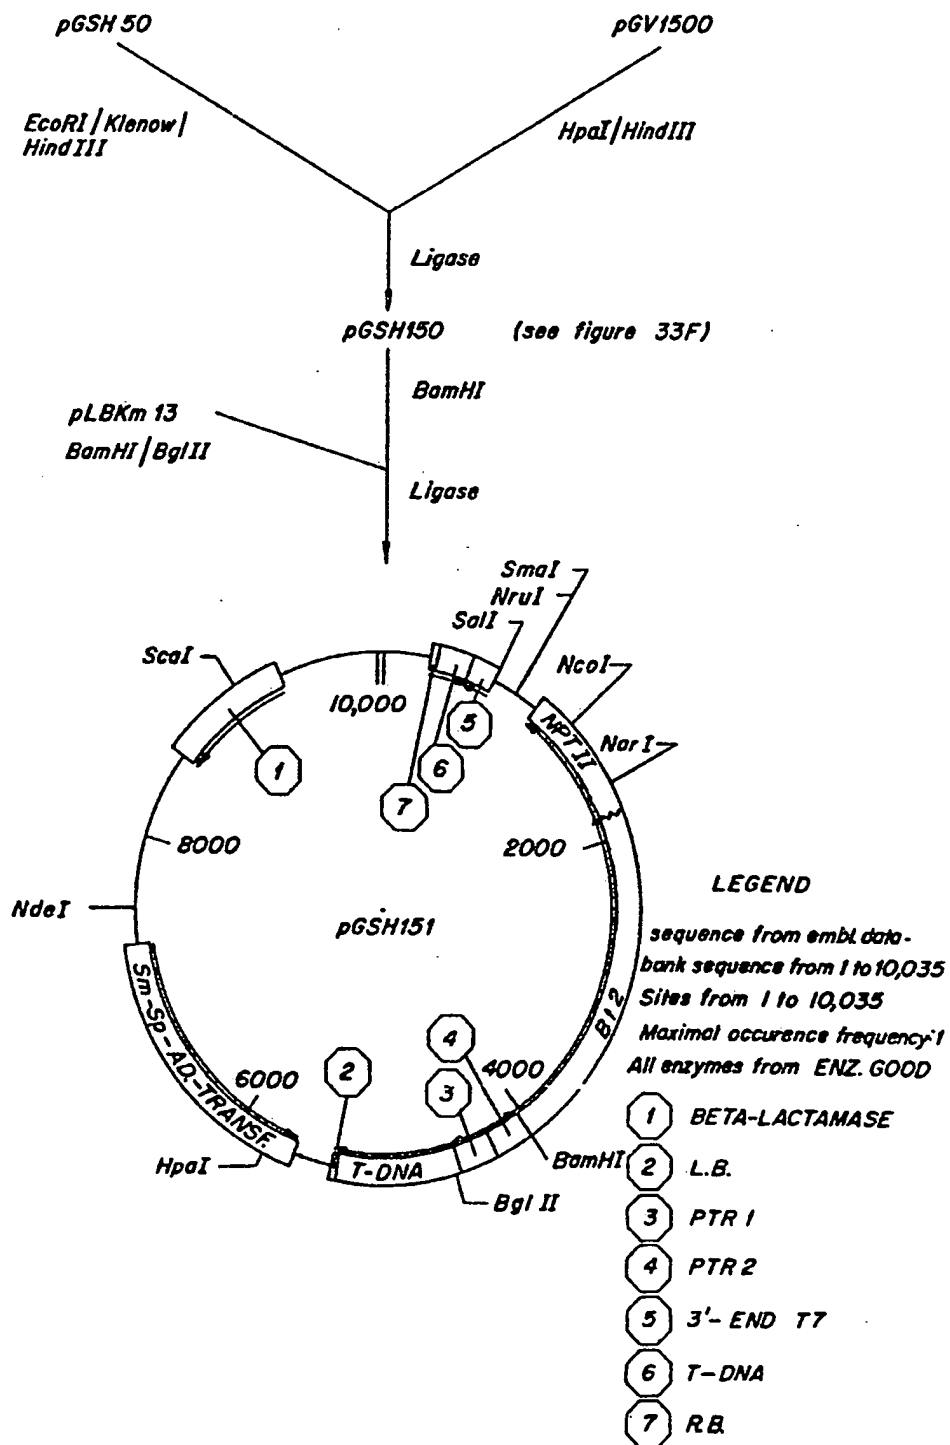 pGSH 50
pGV1500
EcoRI/Klenow/
HindIII
HpaI/HindIII
Ligase
pGSH150 (see figure 33F)
BamHI
pLBKm 13
BamHI/BglII
Ligase
SmaI
NruI
SalI
ScaI
NcoI
10,000
NPTII
NarI
5
1
6
7
8000
2000
LEGEND
NdeI
pGSH151
sequence from embl data-
bank sequence from 1 to 10,035
Sites from 1 to 10,035
Maximal occurence frequency:1
All enzymes from ENZ. GOOD
Bt2
Sm-Sp-AD.-TRANSF.
6000
2
4
4000
3
1 BETA-LACTAMASE
HpaI
T-DNA
BamHI
2 L.B.
Bgl II
3 PTR 1
4 PTR 2
5 3'-END T7
6 T-DNA
7 R.B.